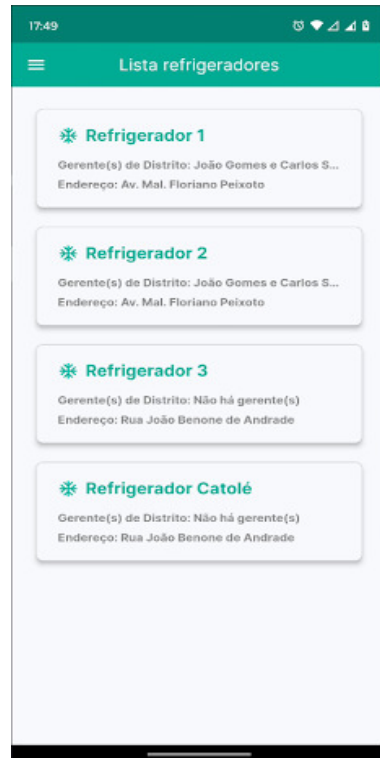 17:49
Lista refrigeradores
Refrigerador 1
Gerente(s) de Distrito: João Gomes e Carlos S...
Endereço: Av. Mal. Floriano Peixoto
Refrigerador 2
Gerente(s) de Distrito: João Gomes e Carlos S...
Endereço: Av. Mal. Floriano Peixoto
Refrigerador 3
Gerente(s) de Distrito: Não há gerente(s)
Endereço: Rua João Benone de Andrade
Refrigerador Catolé
Gerente(s) de Distrito: Não há gerente(s)
Endereço: Rua João Benone de Andrade